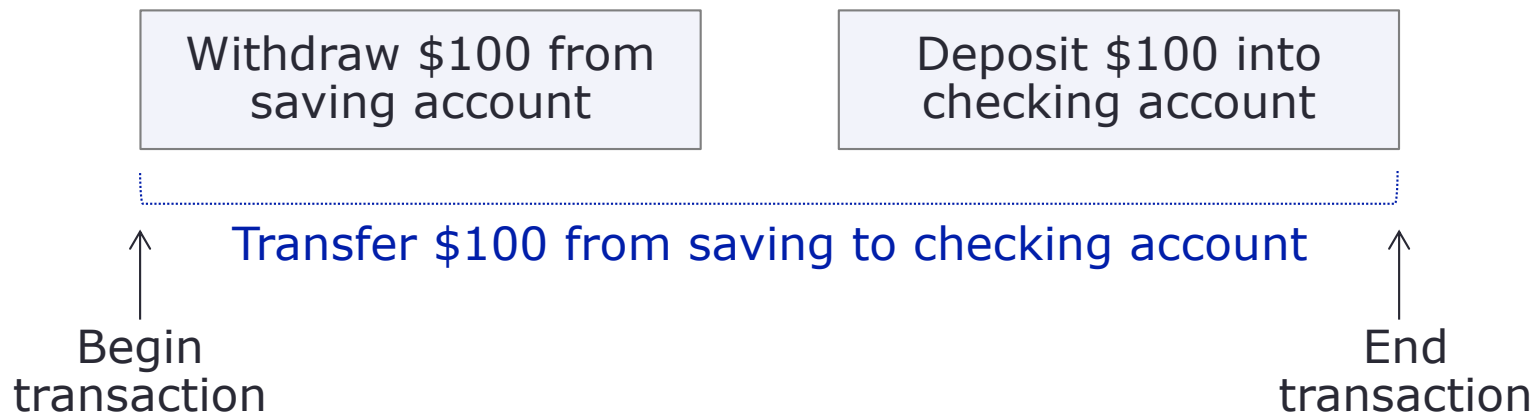 Withdraw $100 from
saving account
Deposit $100 into
checking account
Transfer $100 from saving to checking account
Begin
transaction
End
transaction